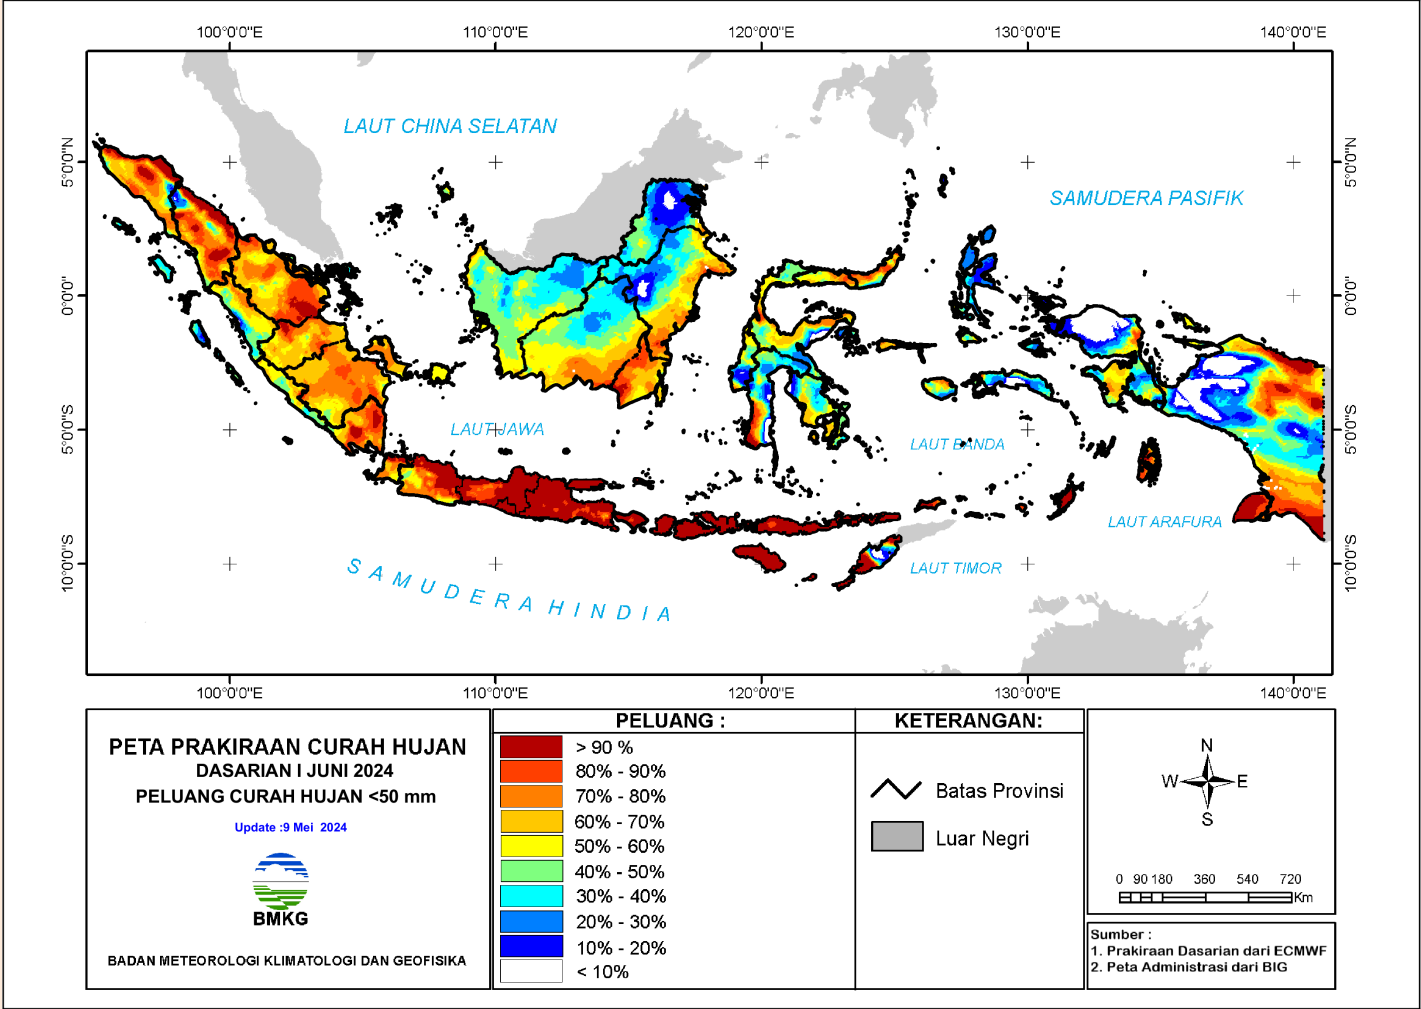 100°0'0"E 110°0'0"E 120°0'0"E 130°0'0"E 140°0'0"E
LAUT CHINA SELATAN
5°0'0"N 5°0'0"N
SAMUDERA PASIFIK
0°0'0" 0°0'0"
LAUT JAWA
5°0'0"S 5°0'0"S
LAUT BANDA
LAUT ARAFURA
10°0'0"S 10°0'0"S
LAUT TIMOR
SAMUDERA HINDIA
100°0'0"E 110°0'0"E 120°0'0"E 130°0'0"E 140°0'0"E
PETA PRAKIRAAN CURAH HUJAN
DASARIAN I JUNI 2024
PELUANG CURAH HUJAN <50 mm
Update :9 Mei 2024
BMKG
BADAN METEOROLOGI KLIMATOLOGI DAN GEOFISIKA
PELUANG :
> 90 %
80% - 90%
70% - 80%
60% - 70%
50% - 60%
40% - 50%
30% - 40%
20% - 30%
10% - 20%
< 10%
KETERANGAN:
Batas Provinsi
Luar Negri
N
W E
S
0 90 180 360 540 720
Km
Sumber :
1. Prakiraan Dasarian dari ECMWF
2. Peta Administrasi dari BIG